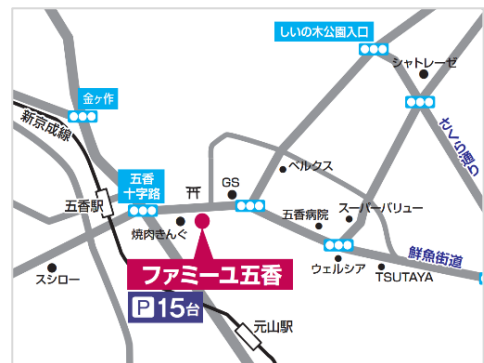 しいの木公園入口
シャトレーゼ
金ヶ作
新京成線
さくら通り
ベルクス
五香
十字路
GS
五香駅
五香病院
スーパーバリュー
焼肉きんぐ
鮮魚街道
スシロー
ファミーユ五香
ウェルシア
TSUTAYA
P 15台
元山駅